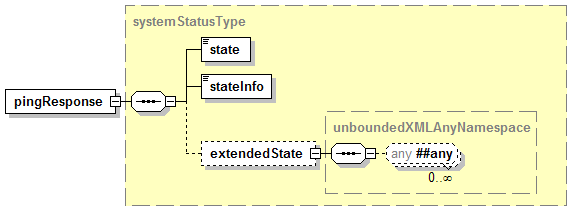 systemStatusType
state
stateInfo
pingResponse
extendedState
unboundedXMLAnyNamespace
any ##any
0..∞